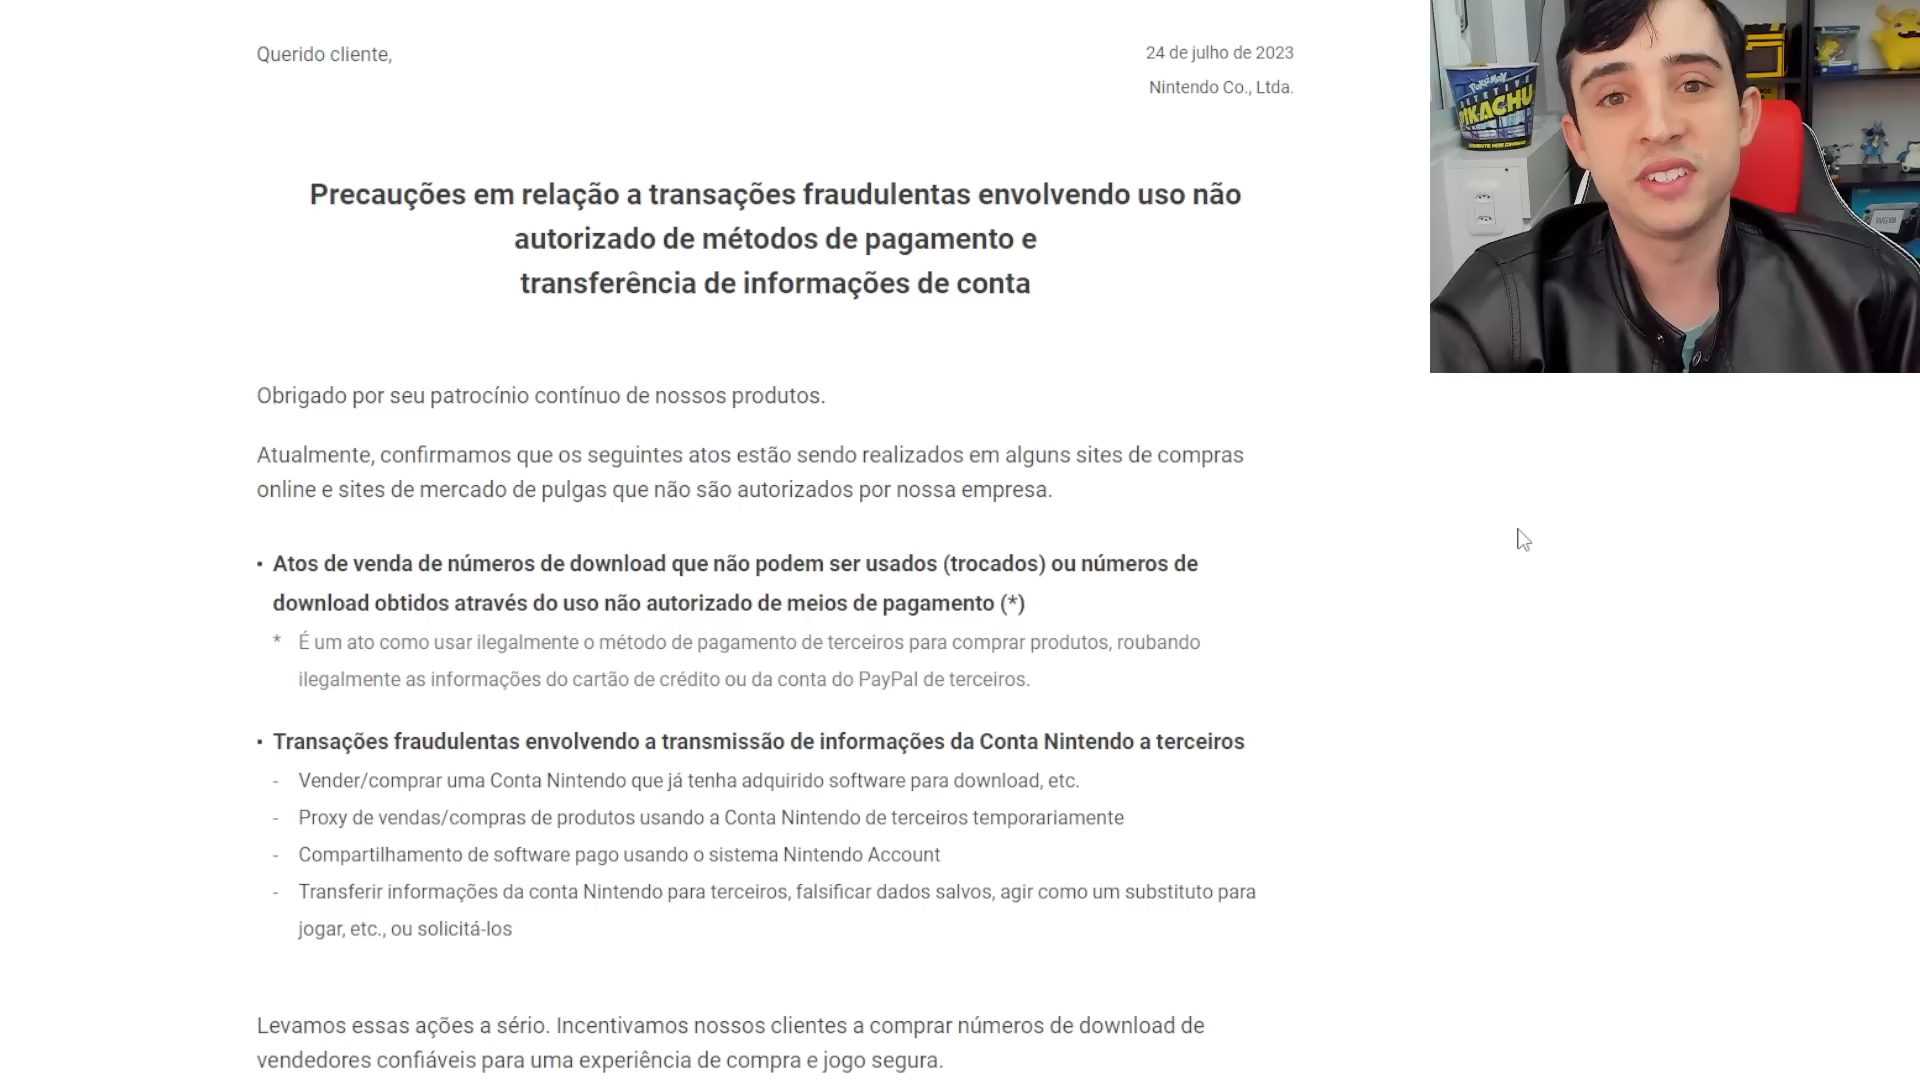 Querido cliente,
24 de julho de 2023
Nintendo Co., Ltda.
Precauções em relação a transações fraudulentas envolvendo uso não
autorizado de métodos de pagamento e
transferência de informações de conta
Obrigado por seu patrocínio contínuo de nossos produtos.
Atualmente, confirmamos que os seguintes atos estão sendo realizados em alguns sites de compras
online e sites de mercado de pulgas que não são autorizados por nossa empresa.
• Atos de venda de números de download que não podem ser usados (trocados) ou números de
download obtidos através do uso não autorizado de meios de pagamento (*)
* É um ato como usar ilegalmente o método de pagamento de terceiros para comprar produtos, roubando
ilegalmente as informações do cartão de crédito ou da conta do PayPal de terceiros.
• Transações fraudulentas envolvendo a transmissão de informações da Conta Nintendo a terceiros
- Vender/comprar uma Conta Nintendo que já tenha adquirido software para download, etc.
- Proxy de vendas/compras de produtos usando a Conta Nintendo de terceiros temporariamente
- Compartilhamento de software pago usando o sistema Nintendo Account
- Transferir informações da conta Nintendo para terceiros, falsificar dados salvos, agir como um substituto para
jogar, etc., ou solicitá-los
Levamos essas ações a sério. Incentivamos nossos clientes a comprar números de download de
vendedores confiáveis para uma experiência de compra e jogo segura.
POKÉMON
DETETIVE
PIKACHU
SOMENTE NOS CINEMAS
Wii U